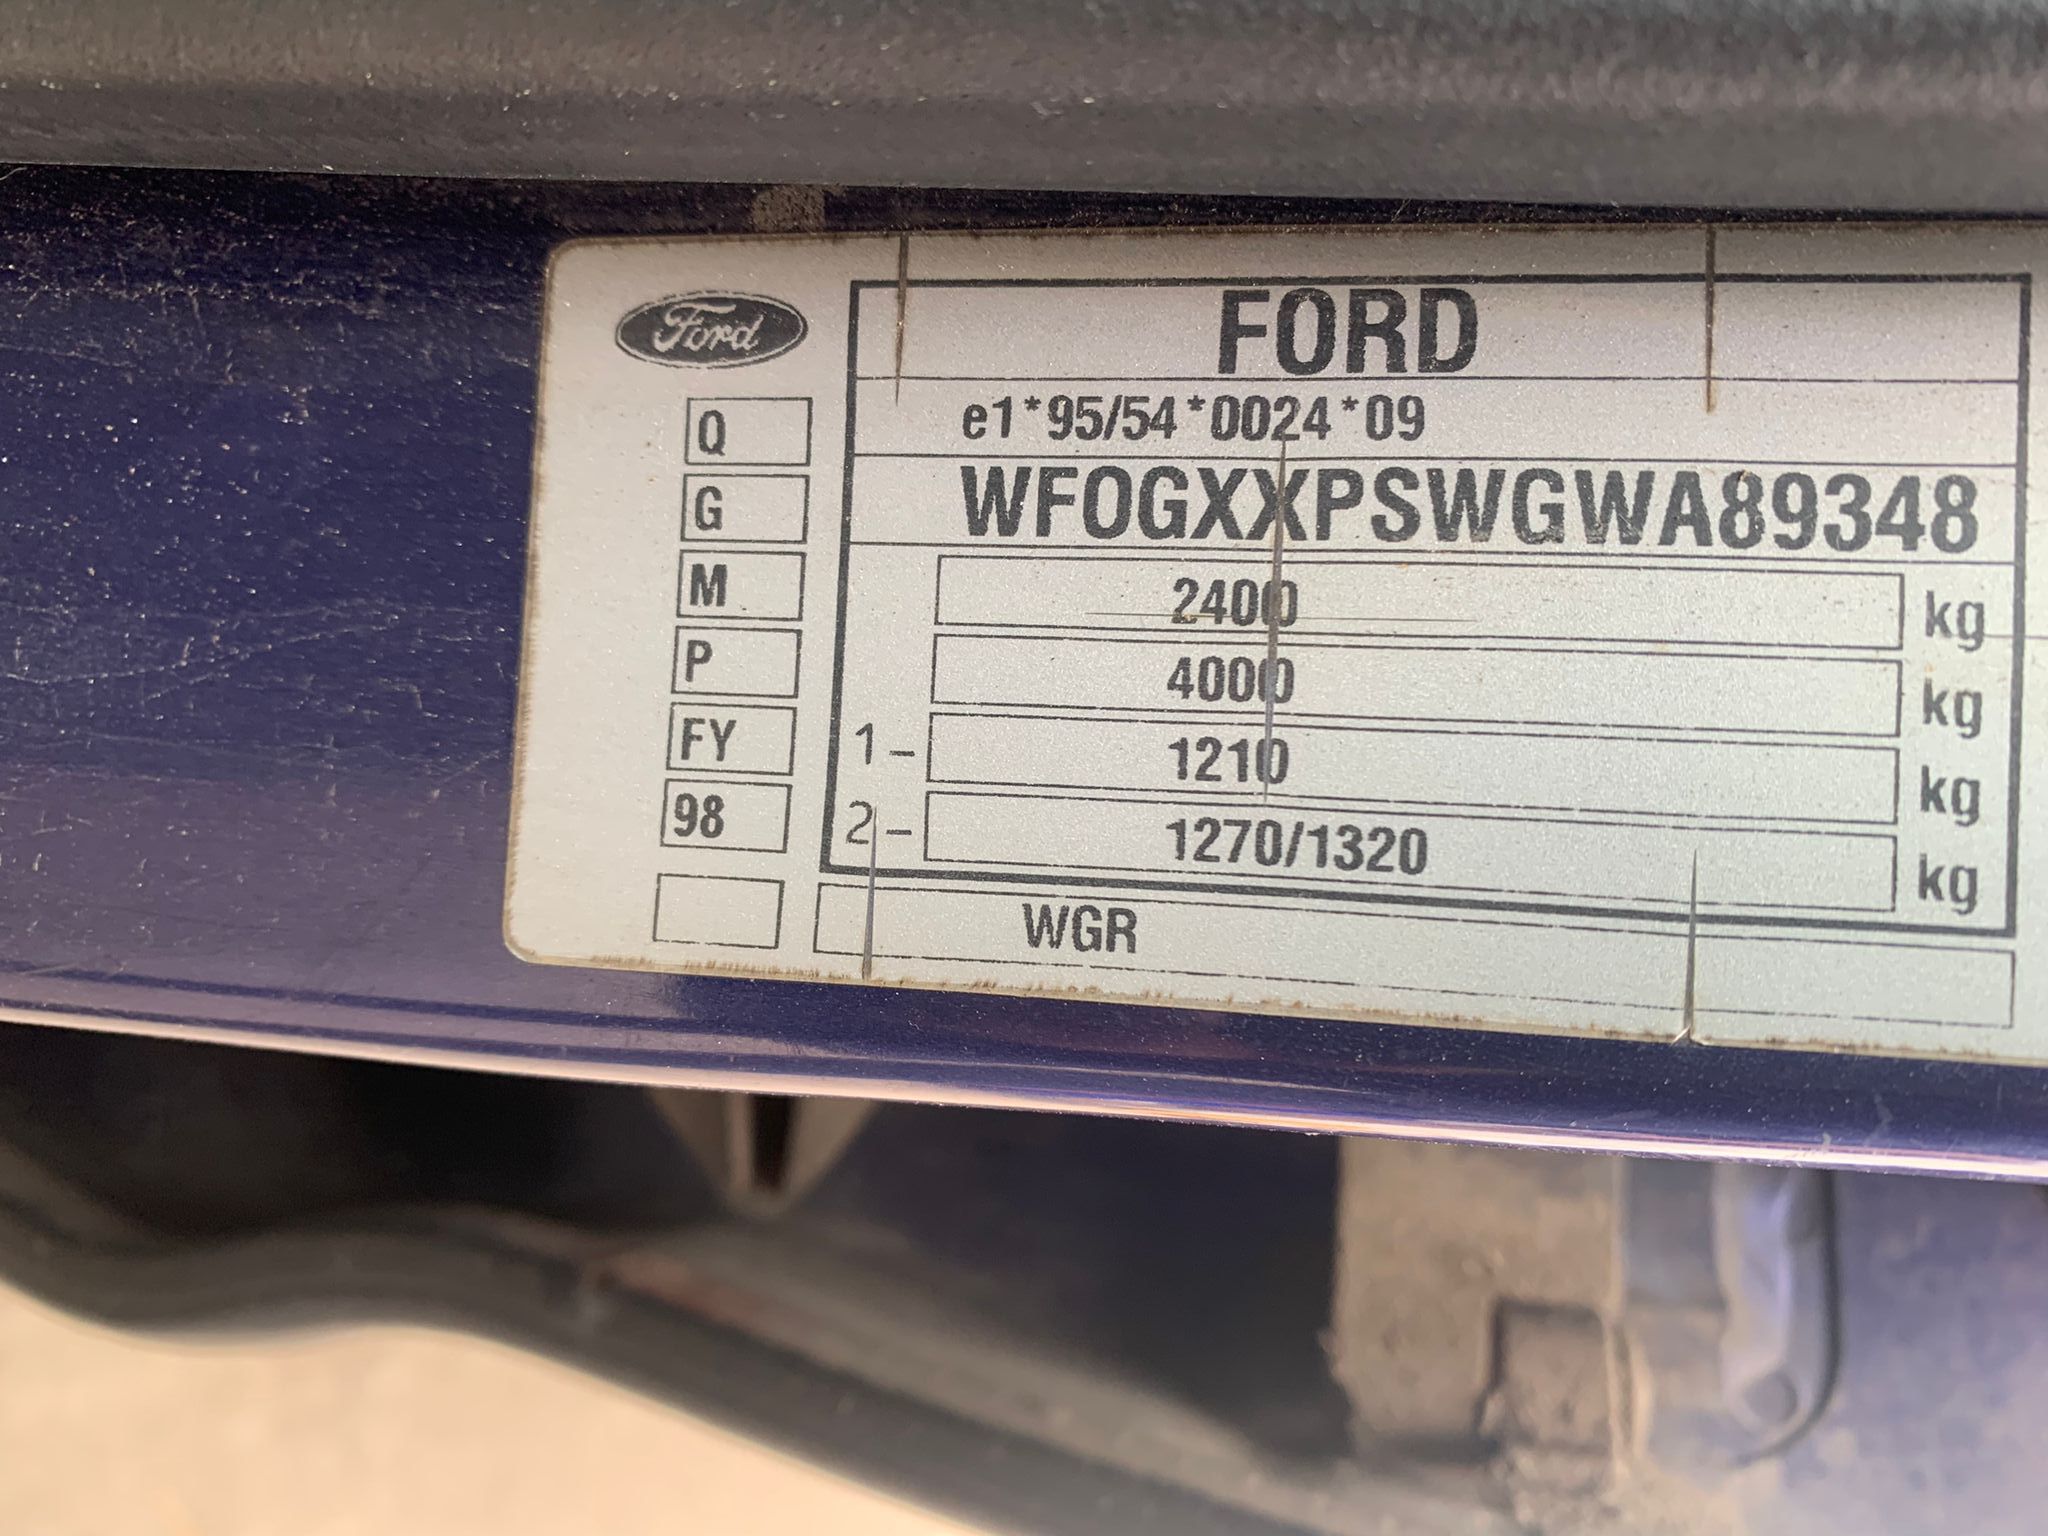 Ford
FORD
e1*95/54*0024*09
WF0GXXPSWGWA89348
Q
G
M 2400 kg
P 4000 kg
FY 1- 1210 kg
98 2- 1270/1320 kg
WGR